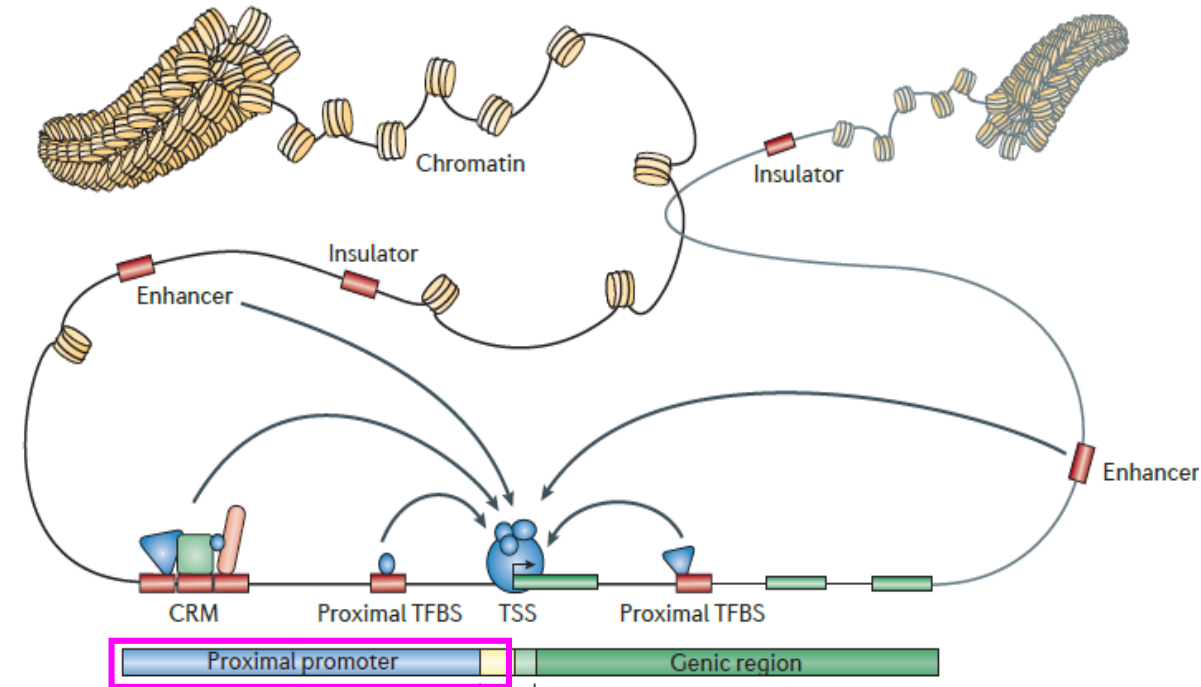 Chromatin
Insulator
Insulator
Enhancer
Enhancer
CRM
Proximal TFBS
TSS
Proximal TFBS
Proximal promoter
Genic region